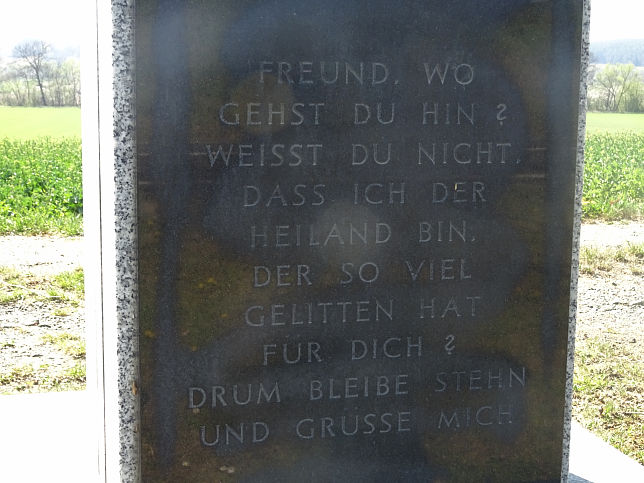 FREUND, WO
GEHST DU HIN ?
WEISST DU NICHT,
DASS ICH DER
HEILAND BIN,
DER SO VIEL
GELITTEN HAT
FÜR DICH ?
DRUM BLEIBE STEHN
UND GRÜSSE MICH